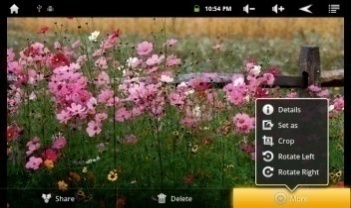 10:54 PM
Details
Set as
Crop
Rotate Left
Rotate Right
Share
Delete
More